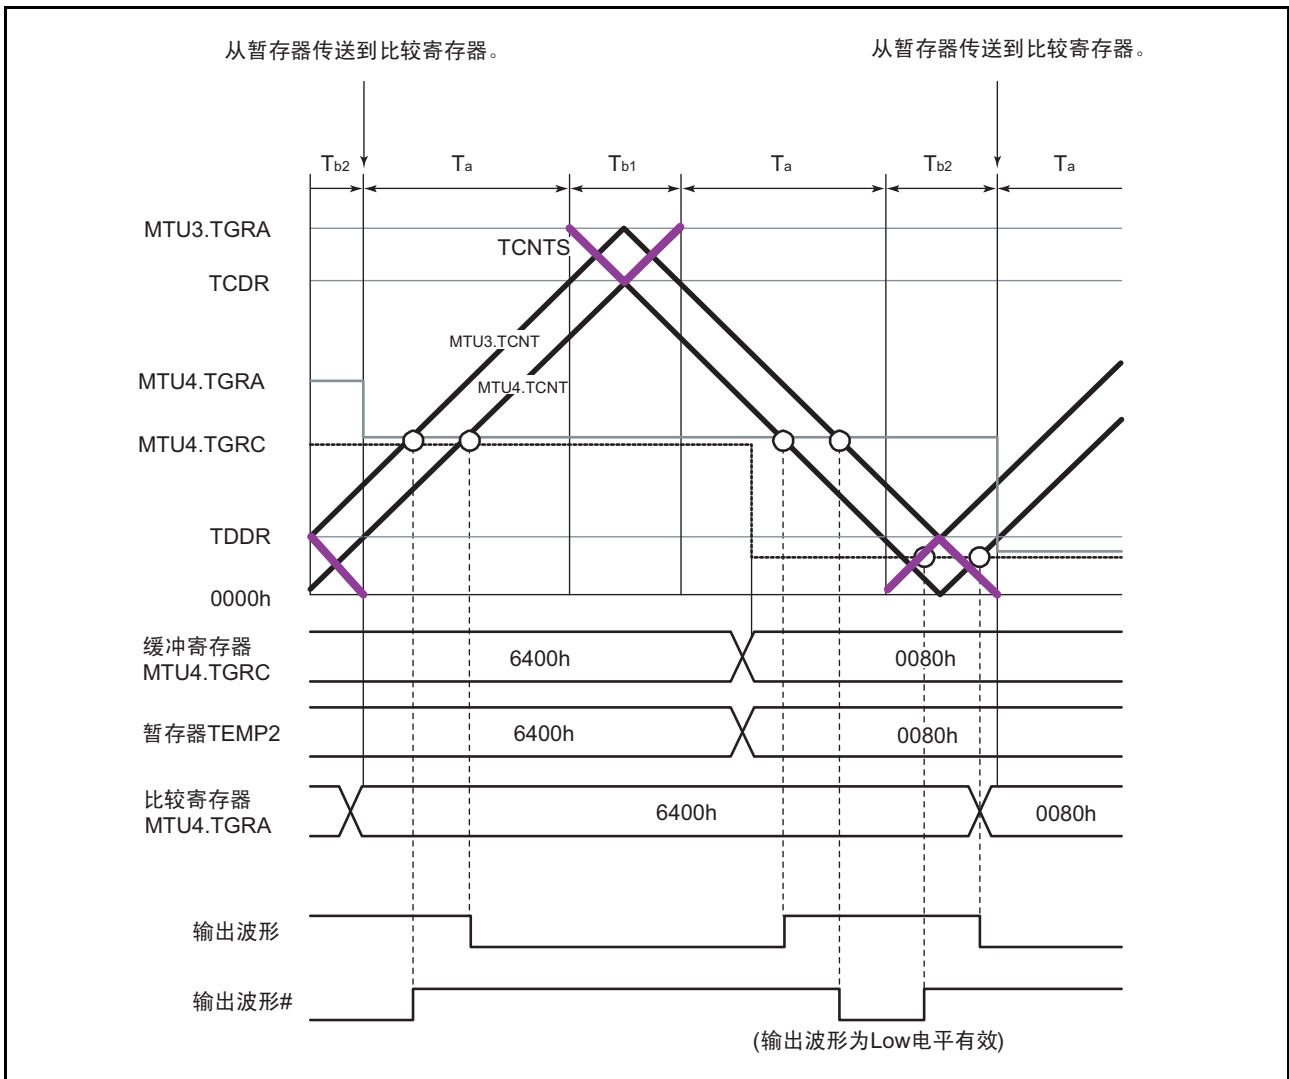 从暂存器传送到比较寄存器。
从暂存器传送到比较寄存器。
Tb2
Ta
Tb1
Ta
Tb2
Ta
MTU3.TGRA
TCNTS
TCDR
MTU3.TCNT
MTU4.TGRA
MTU4.TCNT
MTU4.TGRC
TDDR
0000h
缓冲寄存器
MTU4.TGRC
6400h
0080h
暂存器TEMP2
6400h
0080h
比较寄存器
MTU4.TGRA
6400h
0080h
输出波形
输出波形#
(输出波形为Low电平有效)